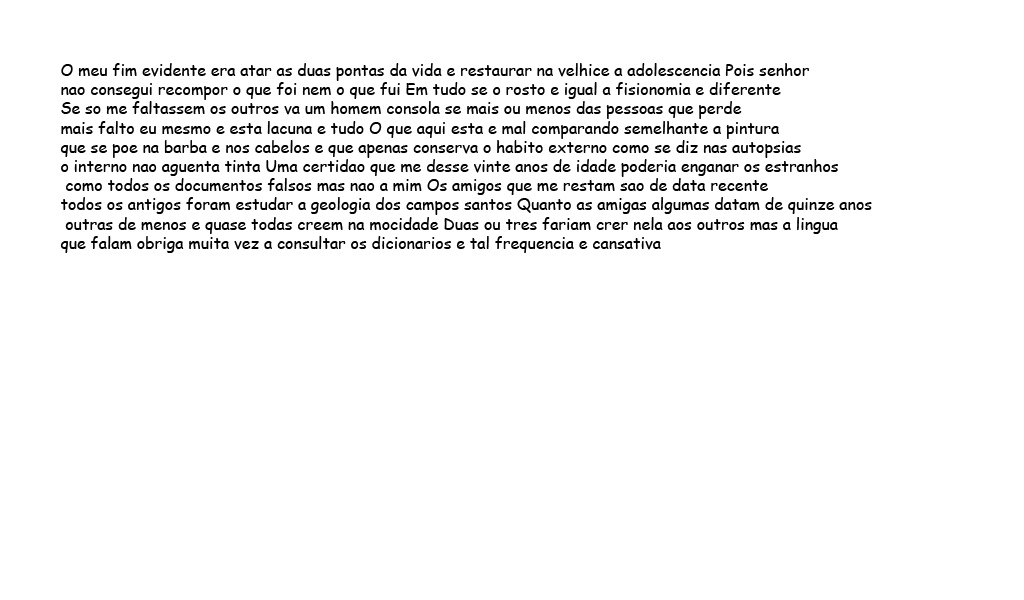 O meu fim evidente era atar as duas pontas da vida e restaurar na velhice a adolescencia Pois senhor
nao consegui recompor o que foi nem o que fui Em tudo se o rosto e igual a fisionomia e diferente
Se so me faltassem os outros va um homem consola se mais ou menos das pessoas que perde
mais falto eu mesmo e esta lacuna e tudo O que aqui esta e mal comparando semelhante a pintura
que se poe na barba e nos cabelos e que apenas conserva o habito externo como se diz nas autopsias
o interno nao aguenta tinta Uma certidao que me desse vinte anos de idade poderia enganar os estranhos
como todos os documentos falsos mas nao a mim Os amigos que me restam sao de data recente
todos os antigos foram estudar a geologia dos campos santos Quanto as amigas algumas datam de quinze anos
outras de menos e quase todas creem na mocidade Duas ou tres fariam crer nela aos outros mas a lingua
que falam obriga muita vez a consultar os dicionarios e tal frequencia e cansativa